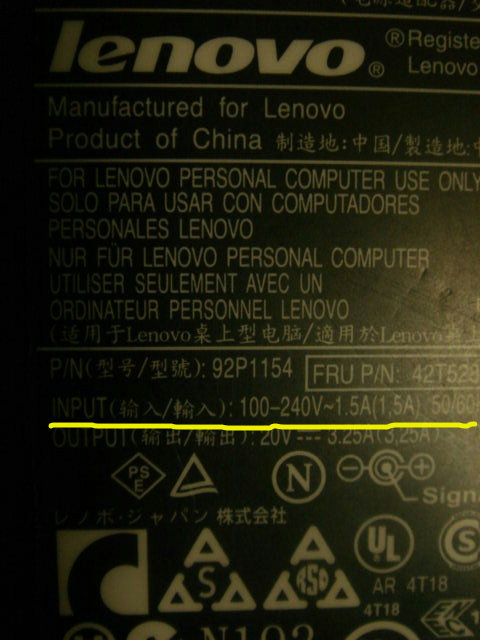 lenovo ®
® Registe
Lenovo
Manufactured for Lenovo
Product of China 制造地:中国/製造地:
FOR LENOVO PERSONAL COMPUTER USE ONLY
SOLO PARA USAR CON COMPUTADORES
PERSONALES LENOVO
NUR FÜR LENOVO PERSONAL COMPUTER
UTILISER SEULEMENT AVEC UN
ORDINATEUR PERSONNEL LENOVO
(适用于Lenovo桌上型电脑/適用於Lenovo桌上
P/N(型号/型號): 92P1154
FRU P/N: 42T528
INPUT(输入/輸入): 100-240V~1.5A(1,5A) 50/60
OUTPUT(输出/輸出): 20V 3.25A(3,25A)
PS E
N
Signa
レノボ・ジャパン 株式会社
S
RSD
UL
S
AR 4T18
4T18
N192